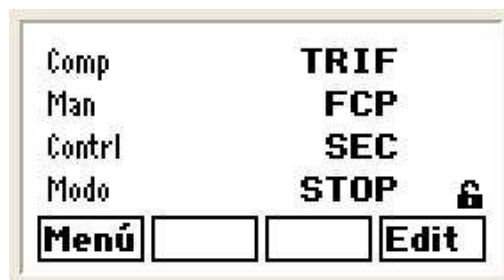 Comp TRIF
Man FCP
Contrl SEC
Modo STOP
Menú Edit